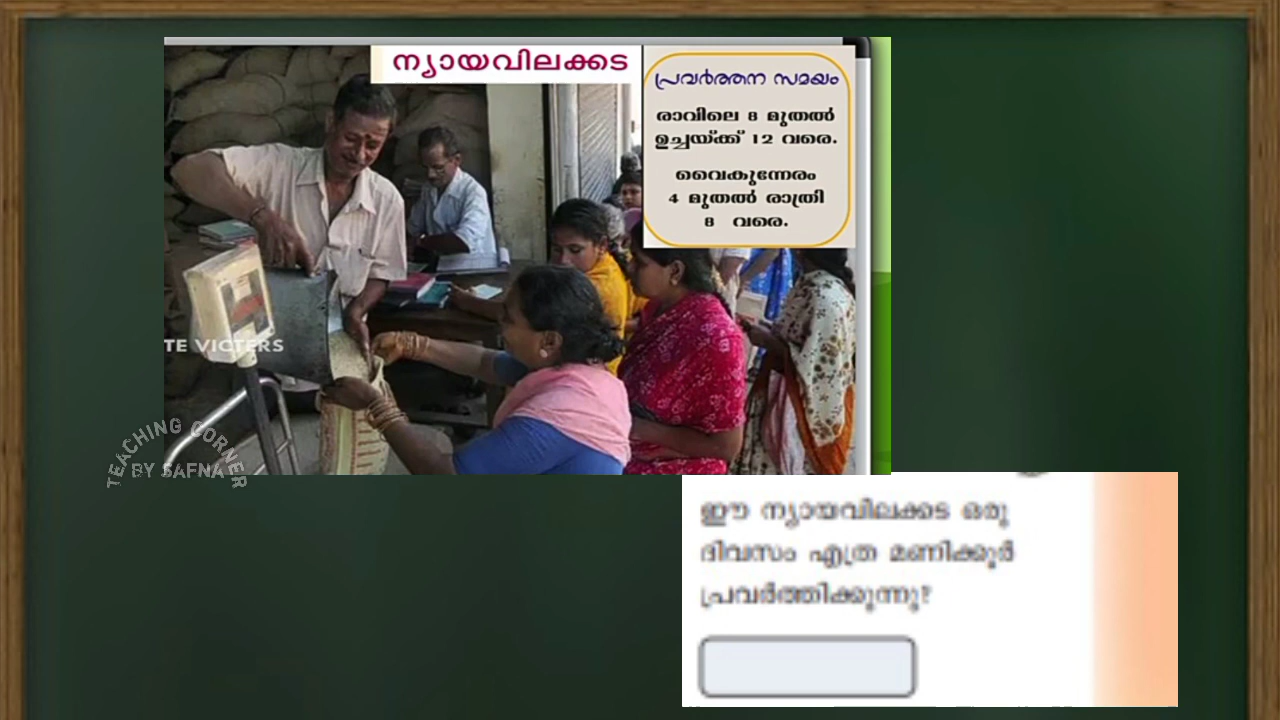 ന്യായവിലക്കട
പ്രവർത്തന സമയം
രാവിലെ 8 മുതൽ
ഉച്ചയ്ക്ക് 12 വരെ.
വൈകുന്നേരം
4 മുതൽ രാത്രി
8 വരെ.
TE VICTERS
TEACHING CORNER
BY SAFNA
ഈ ന്യായവിലക്കട ഒരു
ദിവസം എത്ര മണിക്കൂർ
പ്രവർത്തിക്കുന്നു?